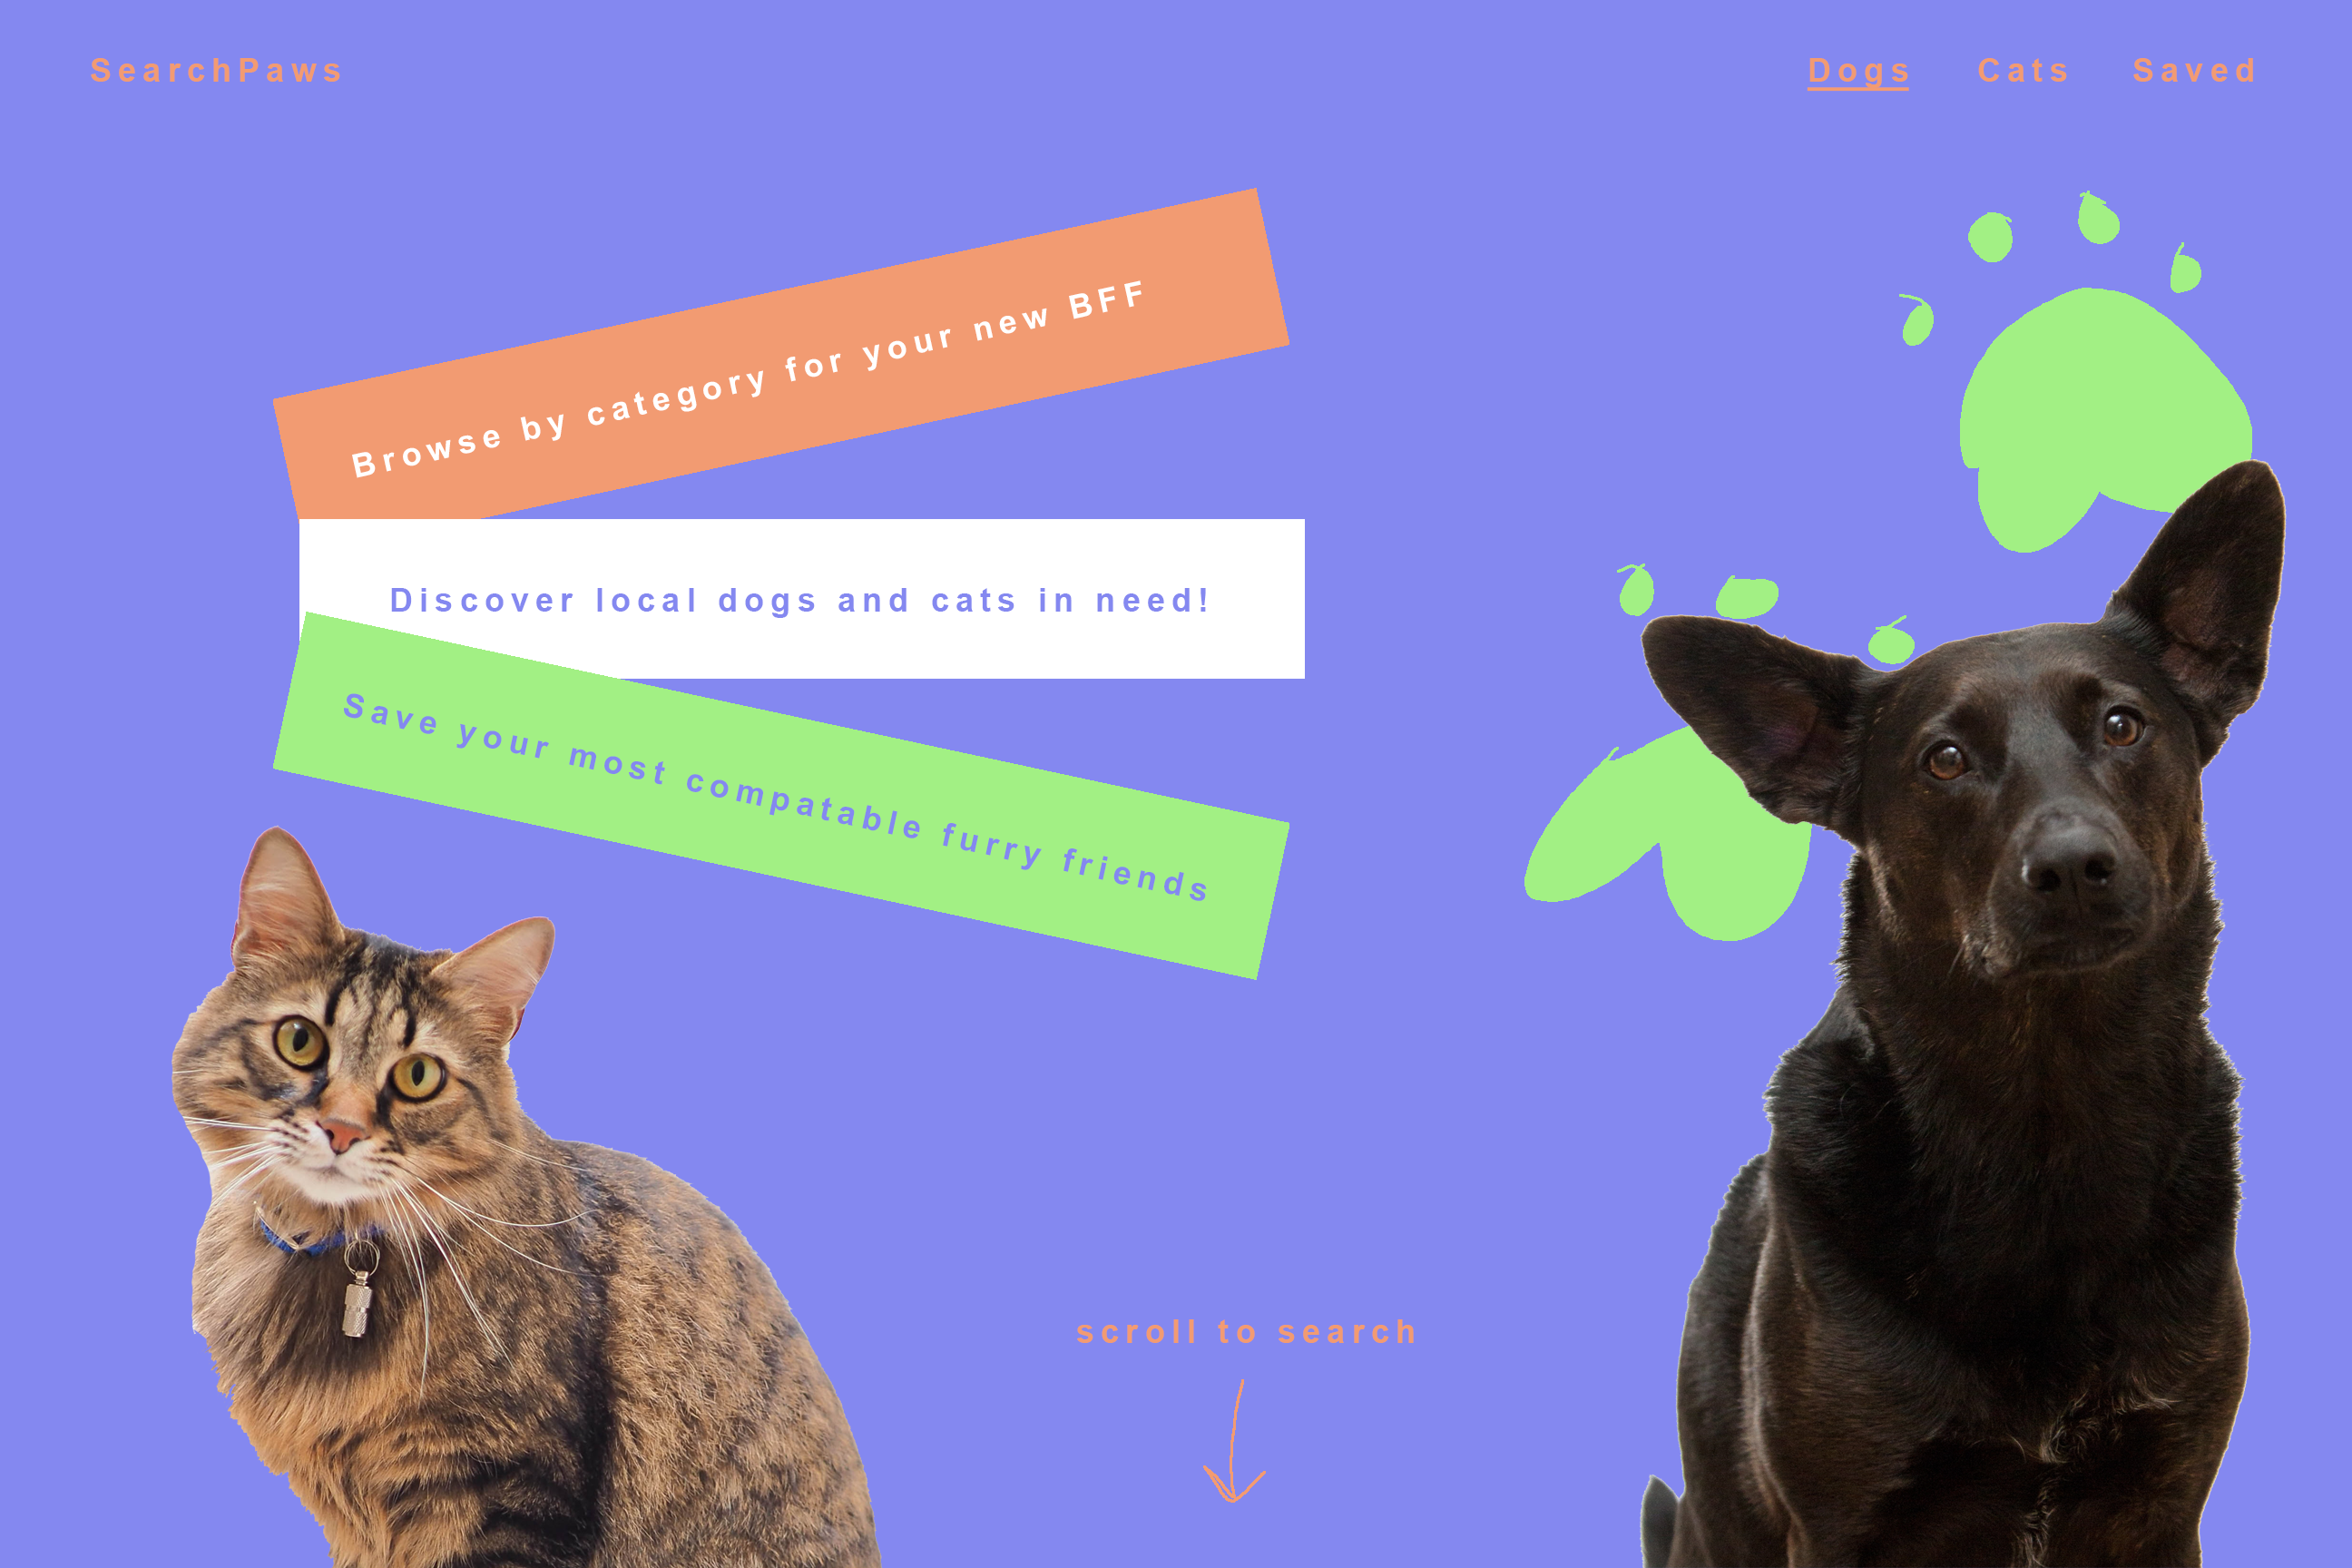 SearchPaws
Dogs Cats Saved
Browse by category for your new BFF
Discover local dogs and cats in need!
Save your most compatable furry friends
scroll to search